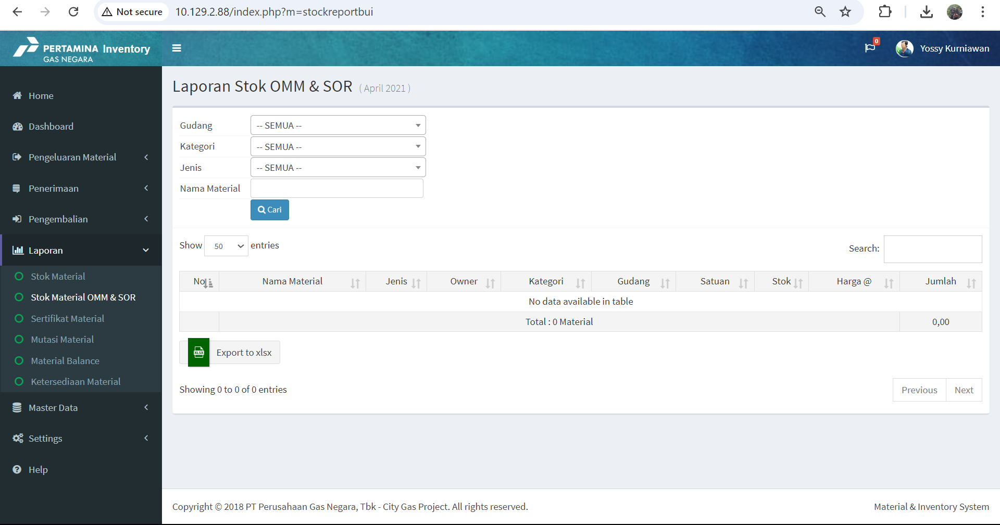 Not secure 10.129.2.88/index.php?m=stockreportbui
PERTAMINA Inventory
GAS NEGARA
0
Yossy Kurniawan
Home
Dashboard
Pengeluaran Material
Penerimaan
Pengembalian
Laporan
Stok Material
Stok Material OMM & SOR
Sertifikat Material
Mutasi Material
Material Balance
Ketersediaan Material
Master Data
Settings
Help
Laporan Stok OMM & SOR ( April 2021 )
Gudang -- SEMUA --
Kategori -- SEMUA --
Jenis -- SEMUA --
Nama Material
Cari
Show 50 entries
Search:
No Nama Material Jenis Owner Kategori Gudang Satuan Stok Harga @ Jumlah
No data available in table
Total : 0 Material 0,00
XLSX Export to xlsx
Showing 0 to 0 of 0 entries
Previous Next
Copyright © 2018 PT Perusahaan Gas Negara, Tbk - City Gas Project. All rights reserved.
Material & Inventory System